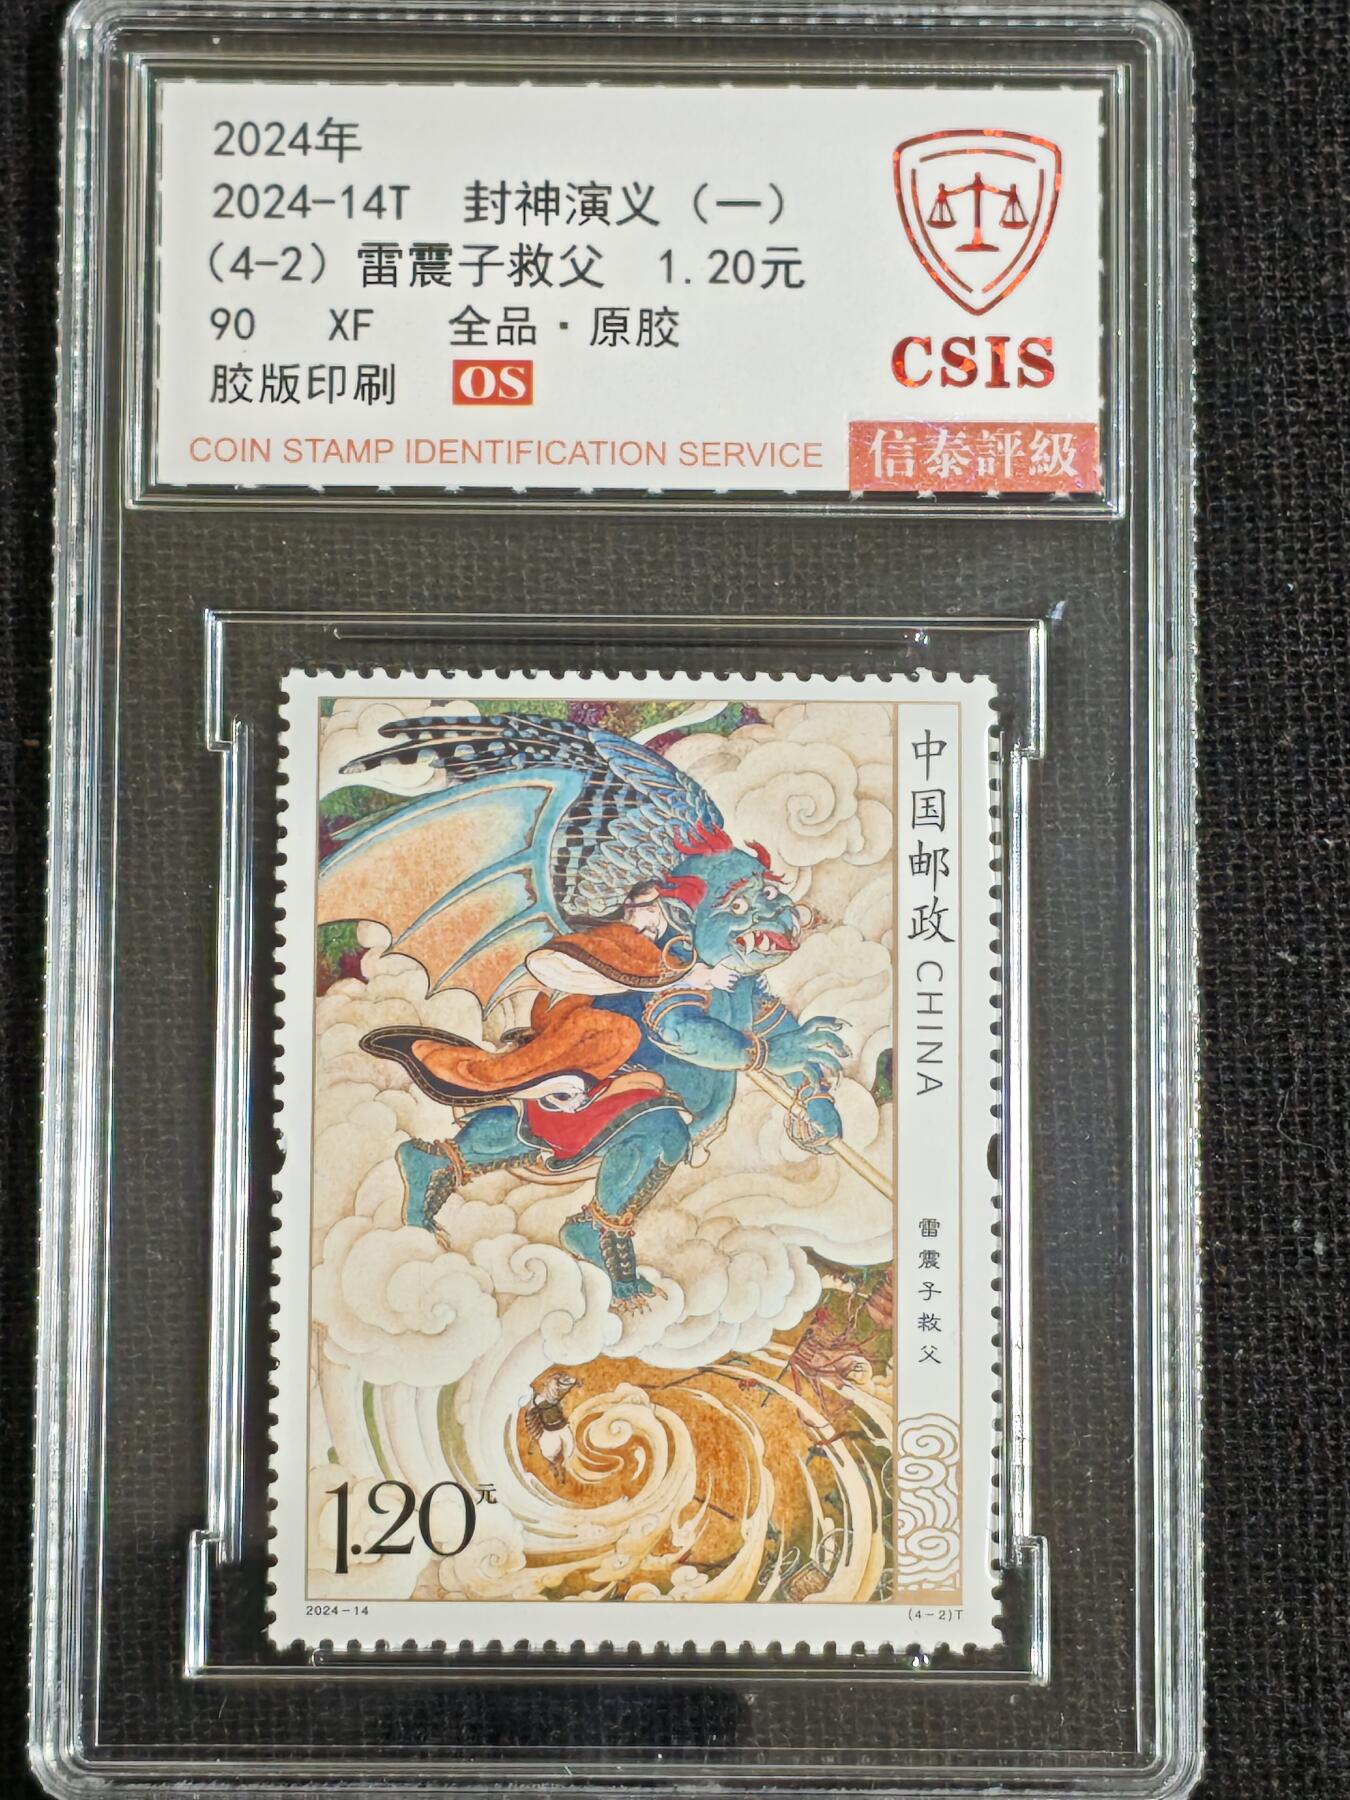 2024年
2024-14T 封神演义（一）
（4-2）雷震子救父 1.20元
90 XF 全品·原胶
胶版印刷 OS
COIN STAMP IDENTIFICATION SERVICE
CSIS
信泰評級
中国邮政 CHINA
雷震子救父
1.20元
2024-14
(4-2)T